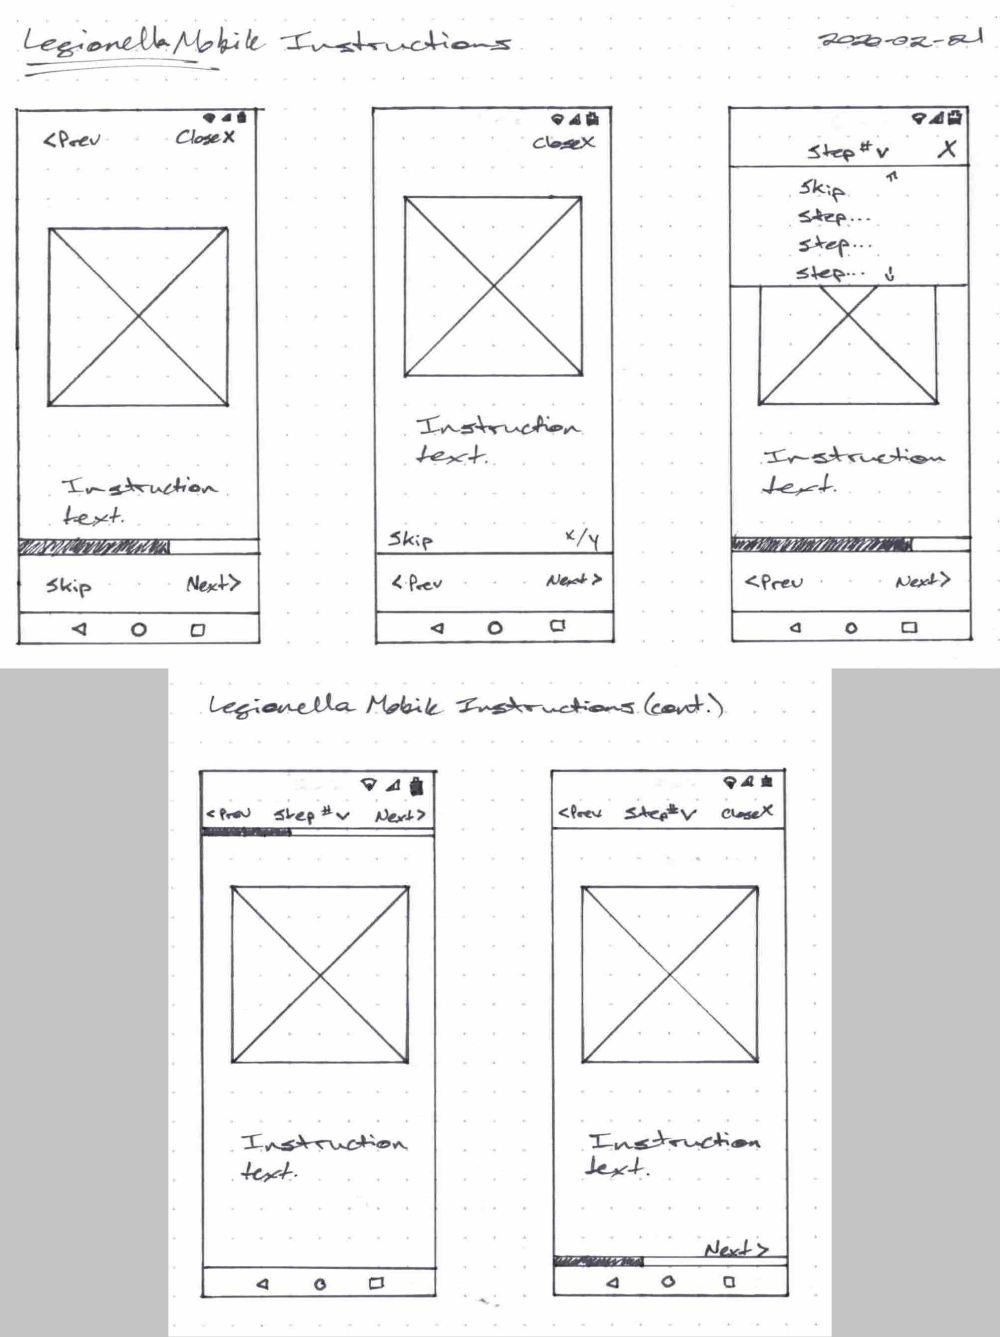 Legionella Mobile Instructions
2020-02-21
<Prev Close X
Instruction
text.
Skip Next>
Close X
Instruction
text.
Skip x/y
<Prev Next>
Step # v X
Skip
Step...
Step...
Step...
Instruction
text.
<Prev Next>
Legionella Mobile Instructions (cont.)
<Prev Step # v Next>
Instruction
text.
<Prev Step # v Close X
Instruction
text.
Next>